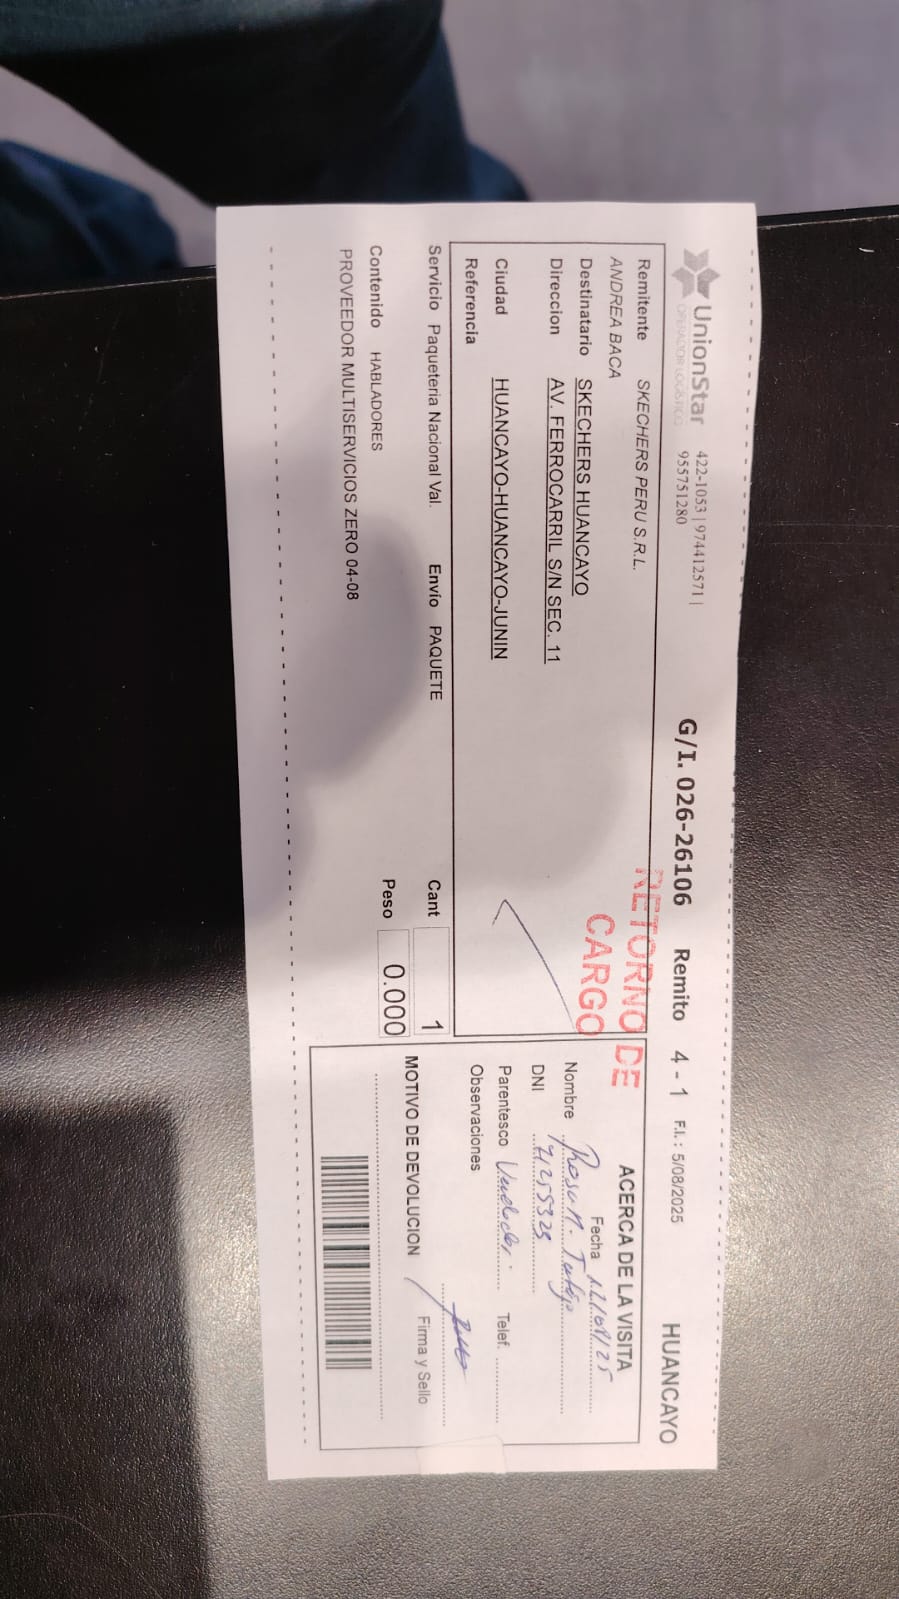 UnionStar
OPERADOR LOGISTICO
422-1053 | 974412571 |
955751280
G/I. 026-26106 Remito 4 - 1 F.I.: 5/08/2025 HUANCAYO
Remitente SKECHERS PERU S.R.L.
ANDREA BACA
Destinatario SKECHERS HUANCAYO
Direccion AV. FERROCARRIL S/N SEC. 11
Ciudad HUANCAYO-HUANCAYO-JUNIN
Referencia
RETORNO DE
CARGO
Servicio Paqueteria Nacional Val. Envío PAQUETE Cant 1
Contenido HABLADORES Peso 0.000
PROVEEDOR MULTISERVICIOS ZERO 04-08
ACERCA DE LA VISITA
Fecha
Nombre Rosa
DNI
Parentesco Telef.
Observaciones
MOTIVO DE DEVOLUCION Firma y Sello